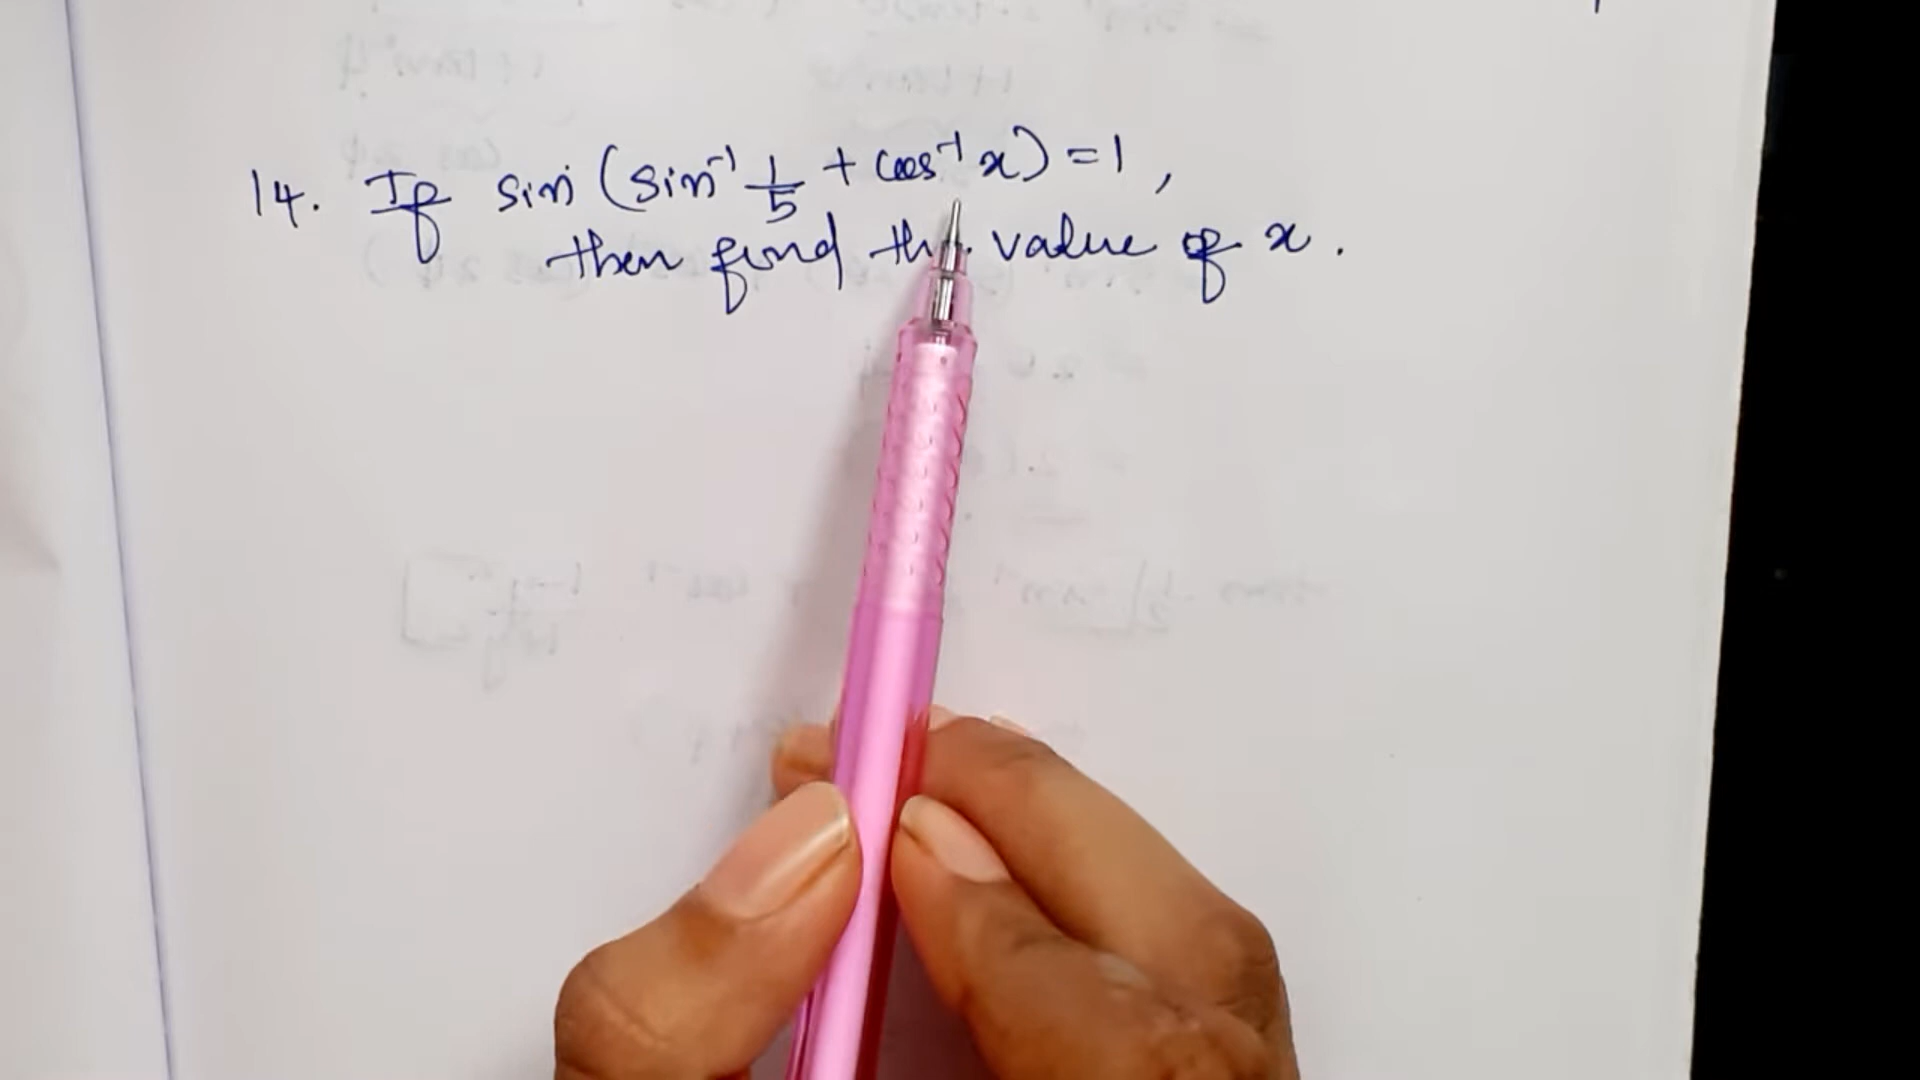 14. If sin (sin⁻¹ 1/5 + cos⁻¹ x) = 1 ,
then find the value of x .